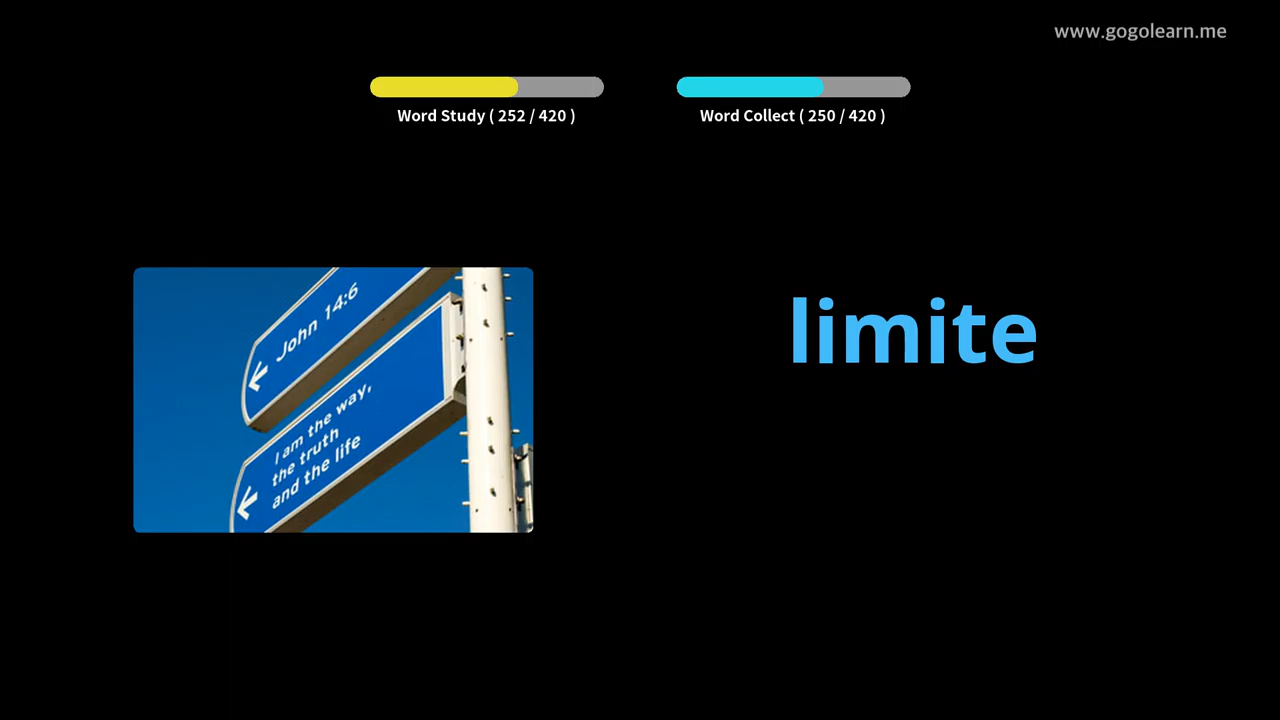 www.gogolearn.me
Word Study ( 252 / 420 )
Word Collect ( 250 / 420 )
John 14:6
I am the way,
the truth
and the life
limite